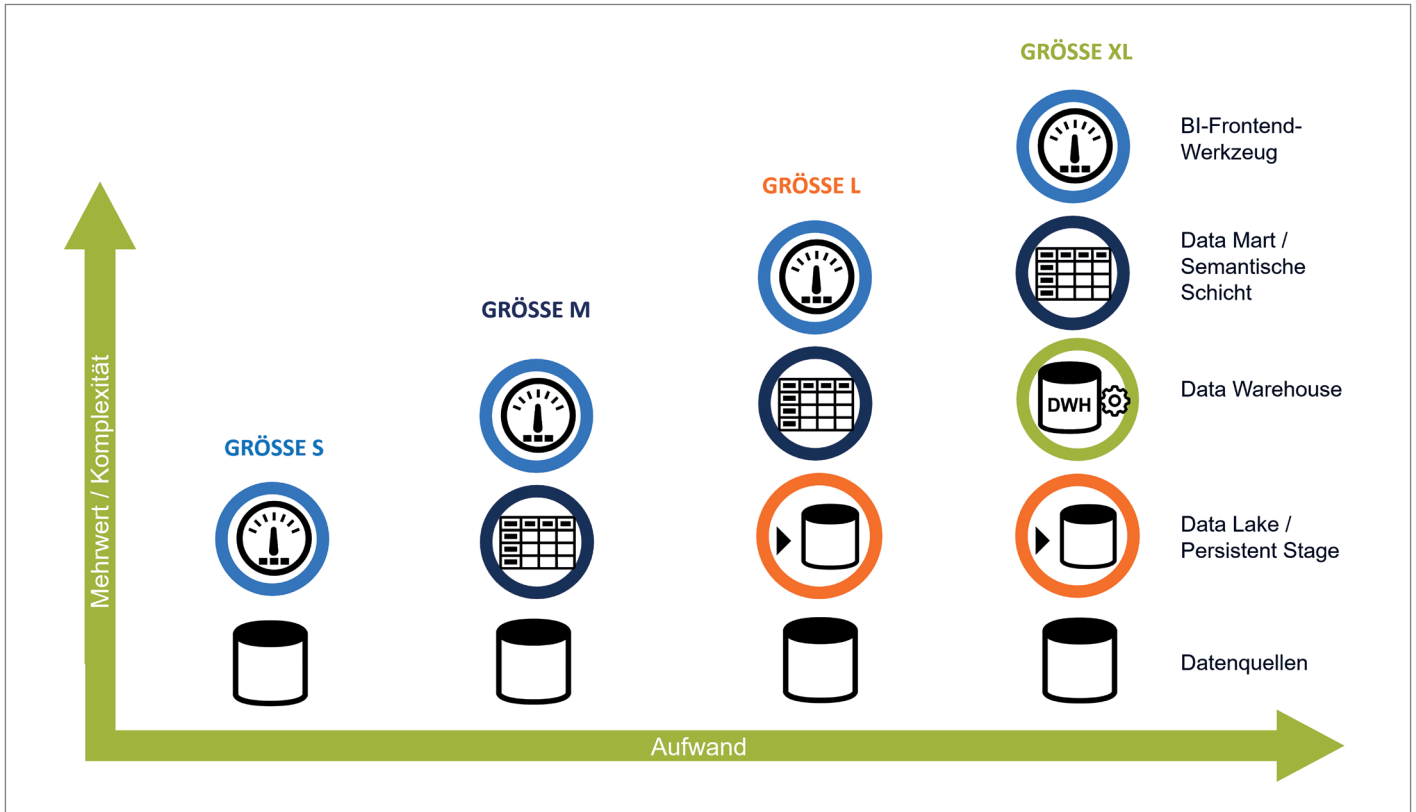 GRÖSSE XL
BI-Frontend-
Werkzeug
GRÖSSE L
Data Mart /
Semantische
Schicht
GRÖSSE M
Data Warehouse
DWH
GRÖSSE S
Data Lake /
Persistent Stage
Datenquellen
Mehrwert / Komplexität
Aufwand